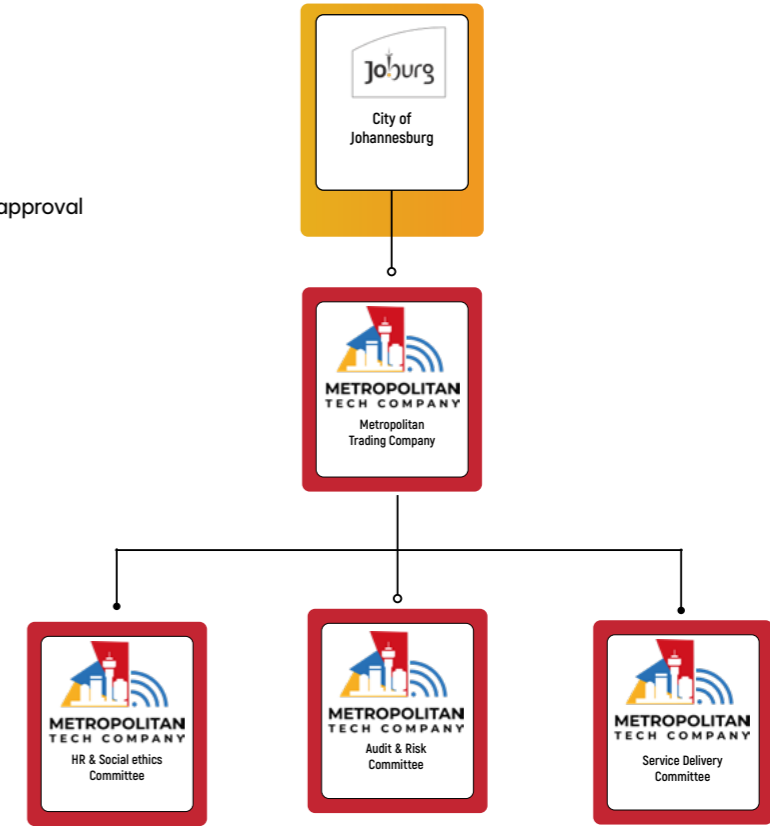 Joburg
City of
Johannesburg
approval
METROPOLITAN
TECH COMPANY
Metropolitan
Trading Company
METROPOLITAN
TECH COMPANY
HR & Social ethics
Committee
METROPOLITAN
TECH COMPANY
Audit & Risk
Committee
METROPOLITAN
TECH COMPANY
Service Delivery
Committee